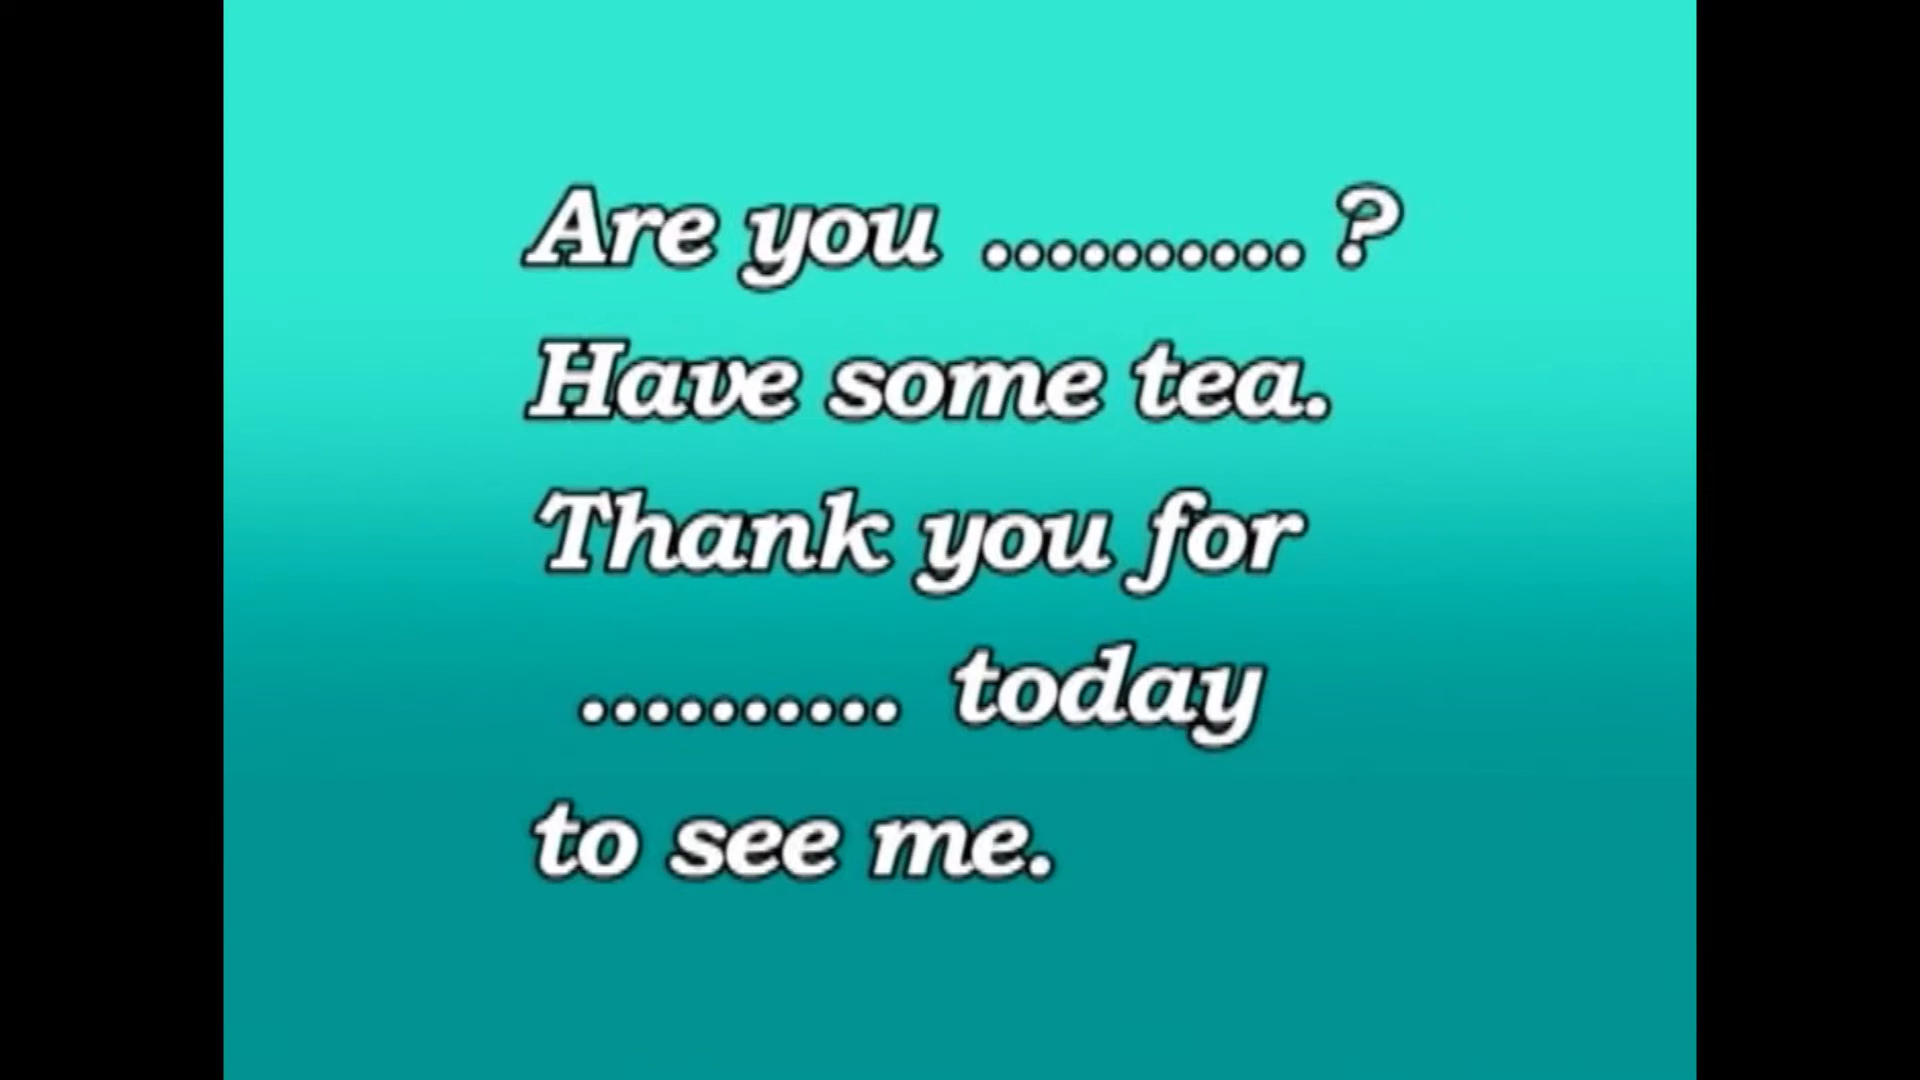 Are you .......... ?
Have some tea.
Thank you for
.......... today
to see me.